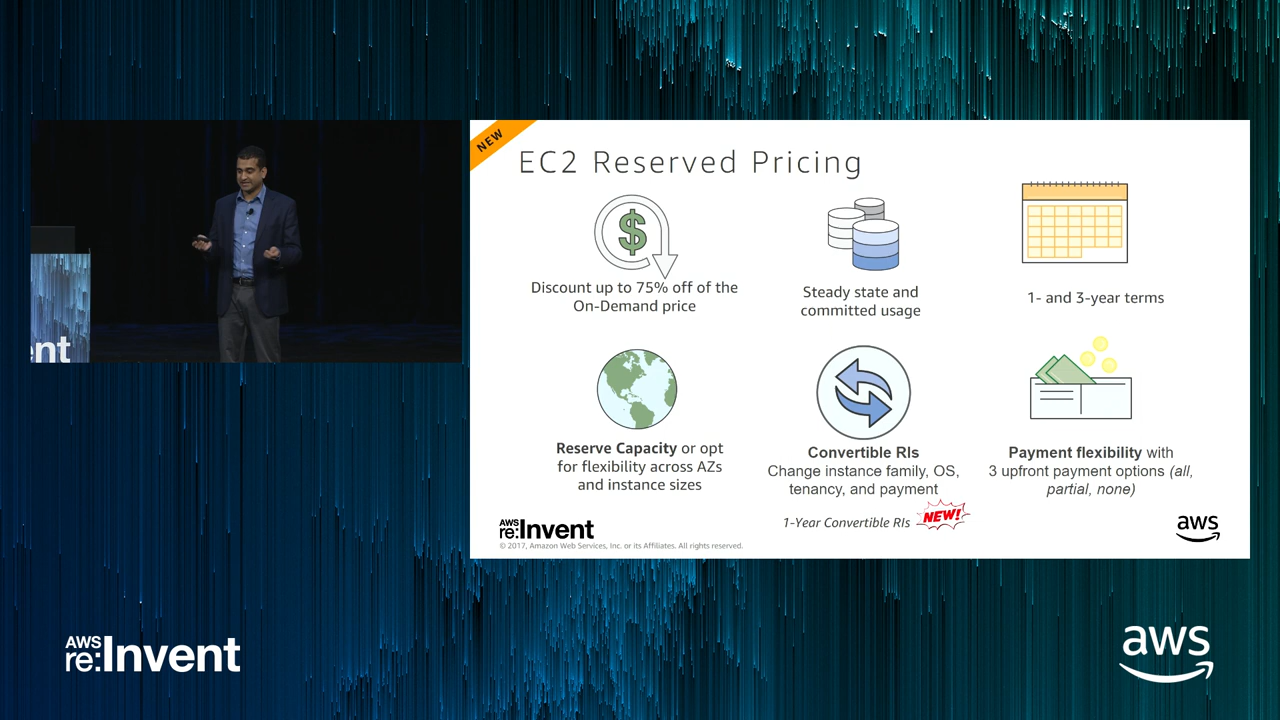 NEW
EC2 Reserved Pricing
$
Discount up to 75% off of the
On-Demand price
Steady state and
committed usage
1- and 3-year terms
Reserve Capacity or opt
for flexibility across AZs
and instance sizes
Convertible RIs
Change instance family, OS,
tenancy, and payment
1-Year Convertible RIs NEW!
Payment flexibility with
3 upfront payment options (all,
partial, none)
AWS
re:Invent
© 2017, Amazon Web Services, Inc. or its Affiliates. All rights reserved.
aws
ent
AWS
re:Invent
aws